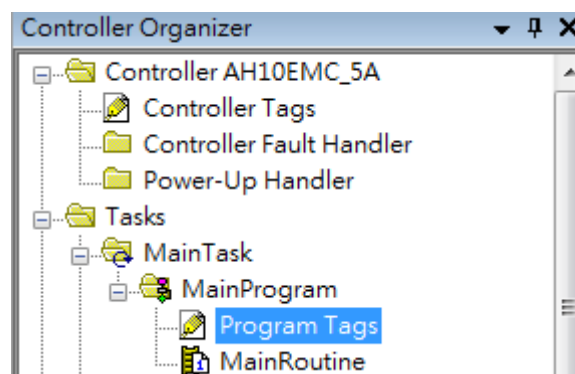 Controller Organizer
Controller AH10EMC_5A
Controller Tags
Controller Fault Handler
Power-Up Handler
Tasks
MainTask
MainProgram
Program Tags
MainRoutine